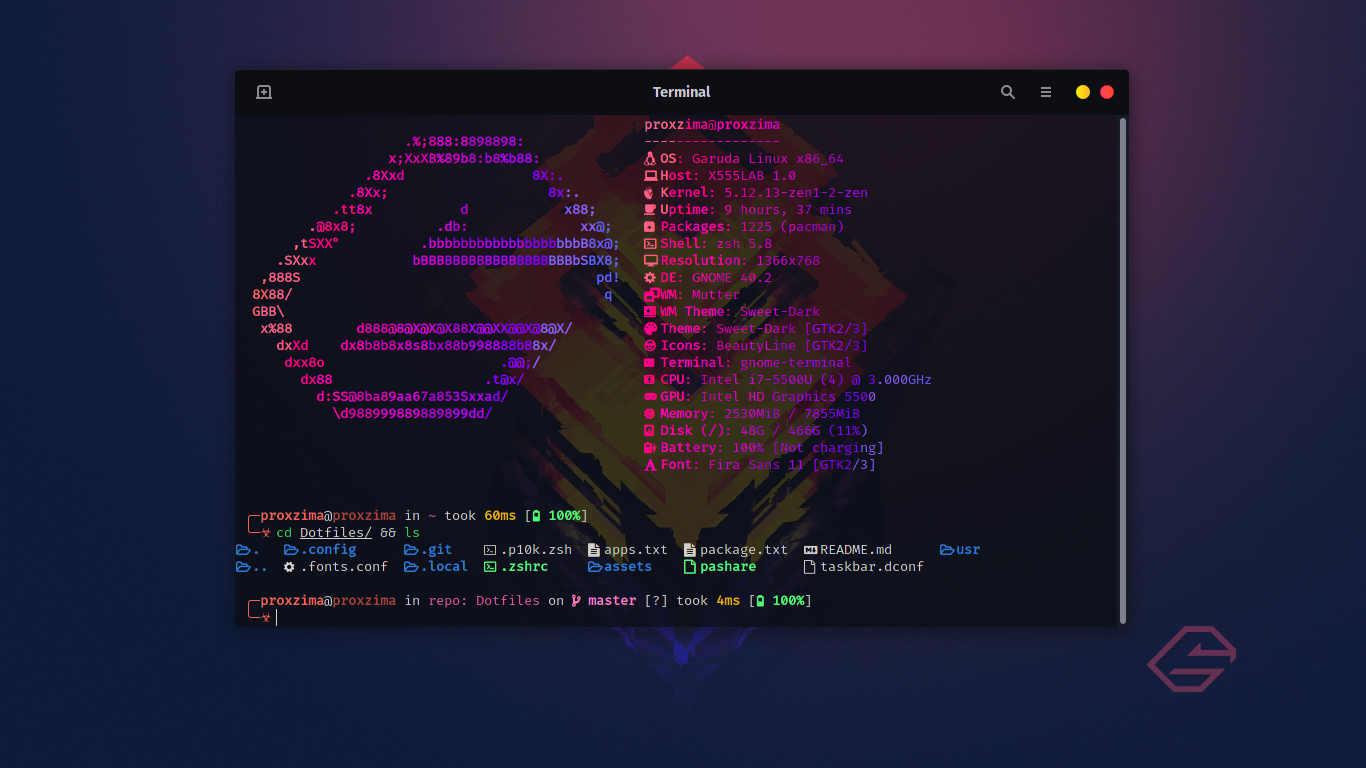 Terminal
proxzima@proxzima
-----------------
OS: Garuda Linux x86_64
Host: X555LAB 1.0
Kernel: 5.12.13-zen1-2-zen
Uptime: 9 hours, 37 mins
Packages: 1225 (pacman)
Shell: zsh 5.8
Resolution: 1366x768
DE: GNOME 40.2
WM: Mutter
WM Theme: Sweet-Dark
Theme: Sweet-Dark [GTK2/3]
Icons: BeautyLine [GTK2/3]
Terminal: gnome-terminal
CPU: Intel i7-5500U (4) @ 3.000GHz
GPU: Intel HD Graphics 5500
Memory: 2530MiB / 7855MiB
Disk (/): 48G / 466G (11%)
Battery: 100% [Not charging]
Font: Fira Sans 11 [GTK2/3]
.%;888:8898898:
x;XxXB%89b8:b8%b88:
.8Xxd 8X:.
.8Xx; 8x:.
.tt8x d x88;
.@8x8; .db: xx@;
,tSXX° .bbbbbbbbbbbbbbbbbbbB8x@;
.SXxx bBBBBBBBBBBBBBBBBBBBbSBX8;
,888S pd!
8X88/ q
GBB\
x%88 d888@8@X@X@X88X@@XX@@X@8@X/
dxXd dx8b8b8x8s8bx88b998888b88x/
dxx8o .@@;/
dx88 .t@x/
d:SS@8ba89aa67a853Sxxad/
\d988999889889899dd/
proxzima@proxzima in ~ took 60ms [100%]
cd Dotfiles/ && ls
. .config .git .p10k.zsh apps.txt package.txt README.md usr
.. .fonts.conf .local .zshrc assets pashare taskbar.dconf
proxzima@proxzima in repo: Dotfiles on master [?] took 4ms [100%]